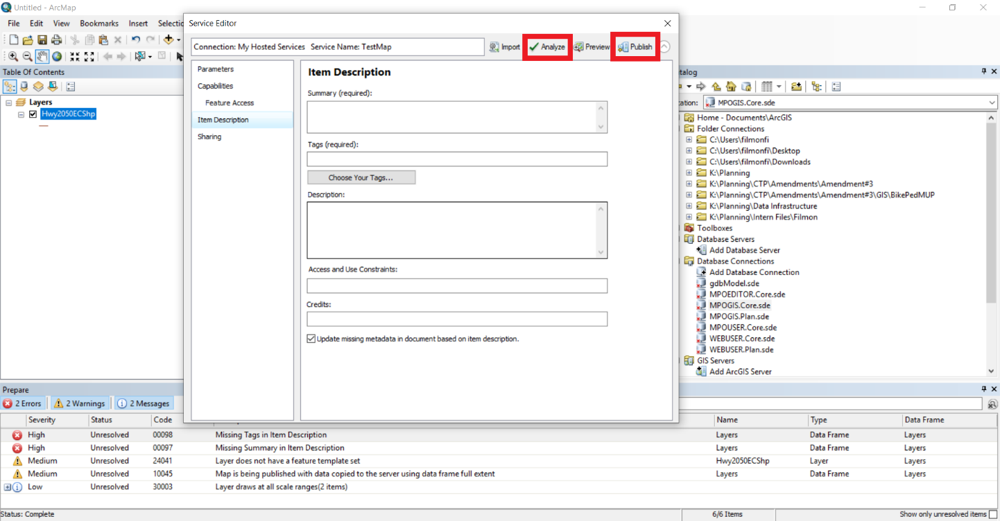 Untitled - ArcMap
File Edit View Bookmarks Insert Selectio
Service Editor
Connection: My Hosted Services Service Name: TestMap
Import
Analyze
Preview
Publish
Table Of Contents
Layers
Hwy2050ECShp
Parameters
Capabilities
Feature Access
Item Description
Sharing
Item Description
Summary (required):
Tags (required):
Choose Your Tags...
Description:
Access and Use Constraints:
Credits:
Update missing metadata in document based on item description.
atalog
ation: MPOGIS.Core.sde
Home - Documents\ArcGIS
Folder Connections
C:\Users\filmonfi
C:\Users\filmonfi\Desktop
C:\Users\filmonfi\Downloads
K:\Planning
K:\Planning\CTP\Amendments\Amendment#3
K:\Planning\CTP\Amendments\Amendment#3\GIS\BikePedMUP
K:\Planning\Data Infrastructure
K:\Planning\Intern Files\Filmon
Toolboxes
Database Servers
Add Database Server
Database Connections
Add Database Connection
gdbModel.sde
MPOEDITOR.Core.sde
MPOGIS.Core.sde
MPOGIS.Plan.sde
MPOUSER.Core.sde
WEBUSER.Core.sde
WEBUSER.Plan.sde
GIS Servers
Add ArcGIS Server
Prepare
2 Errors 2 Warnings 2 Messages
Severity Status Code Name Type Data Frame
High Unresolved 00098 Missing Tags in Item Description Layers Data Frame Layers
High Unresolved 00097 Missing Summary in Item Description Layers Data Frame Layers
Medium Unresolved 24041 Layer does not have a feature template set Hwy2050ECShp Layer Layers
Medium Unresolved 10045 Map is being published with data copied to the server using data frame full extent Layers Data Frame Layers
Low Unresolved 30003 Layer draws at all scale ranges(2 items)
Status: Complete 6/6 Items Show only unresolved items